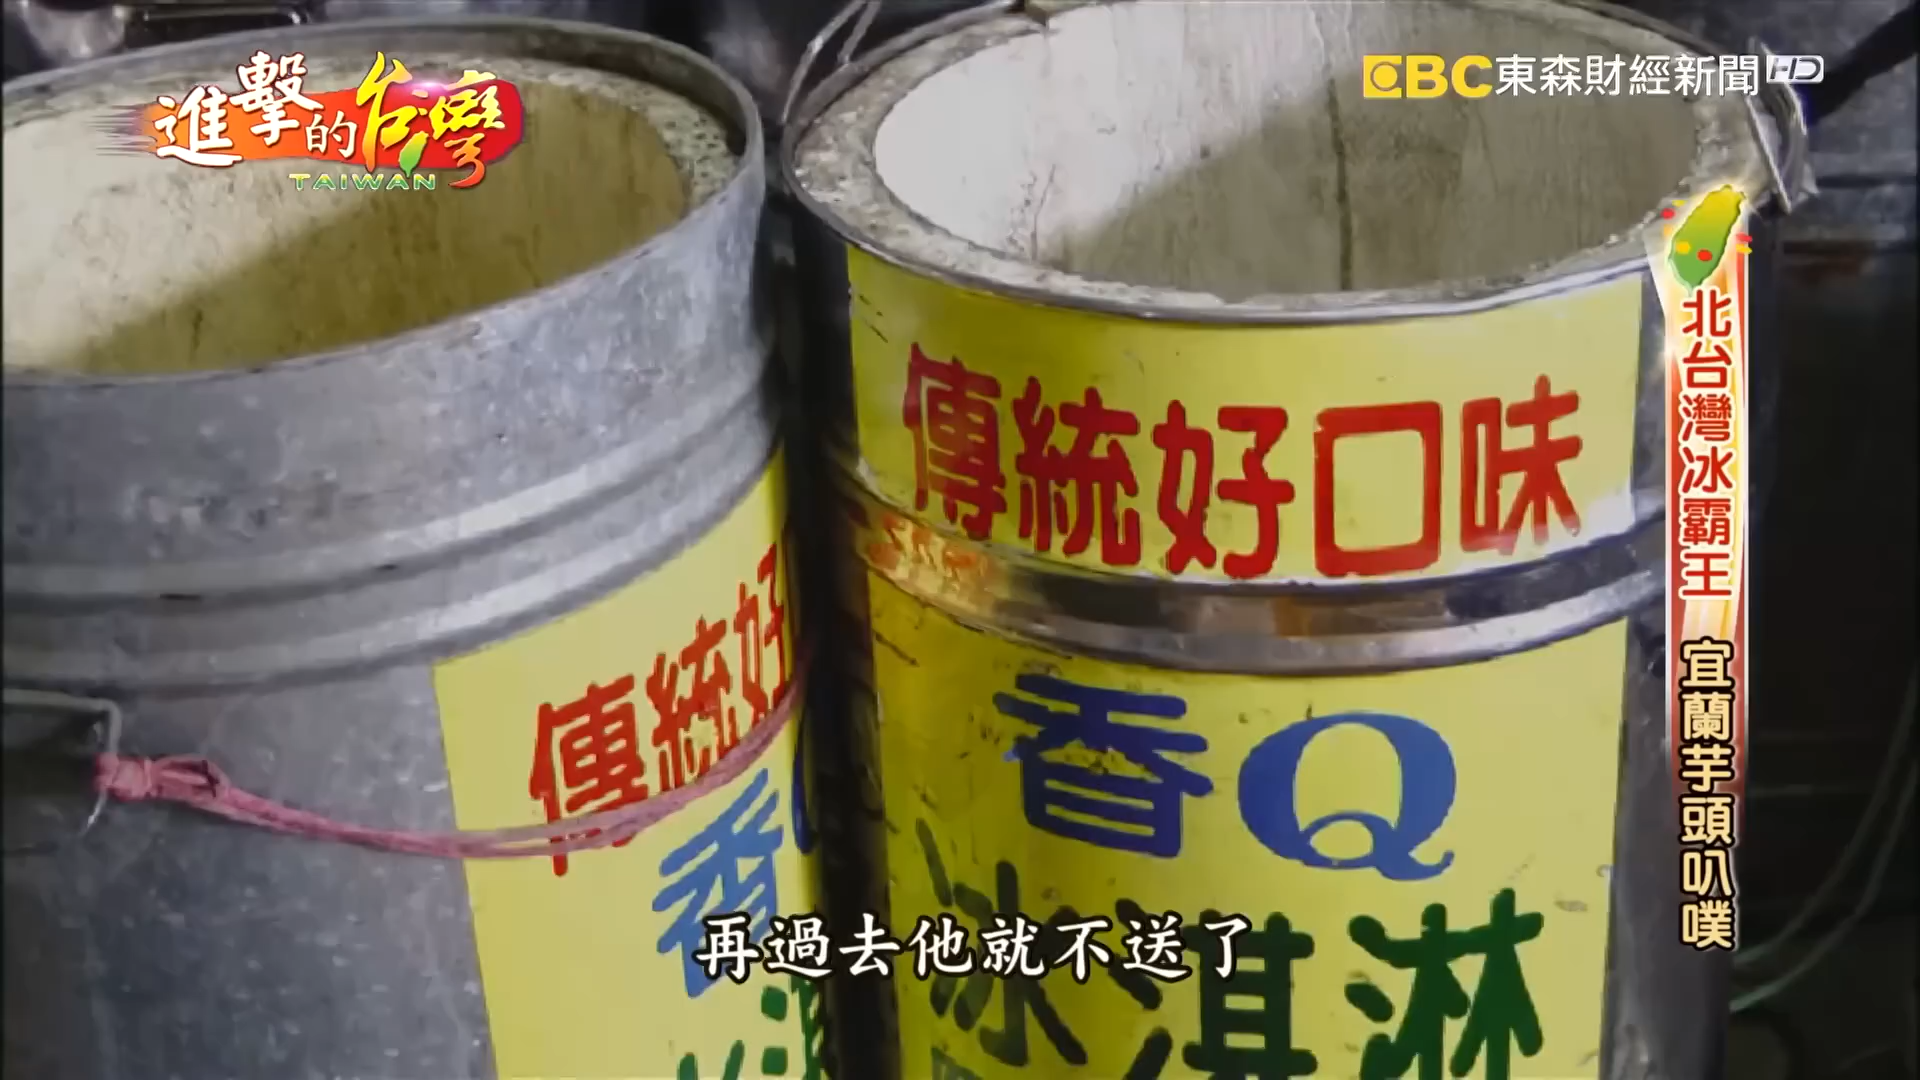 進擊的台灣
TAIWAN
EBC東森財經新聞HD
北台灣冰霸王 宜蘭芋頭叭噗
傳統好口味
香Q
冰淇淋
傳統好
香
再過去他就不送了